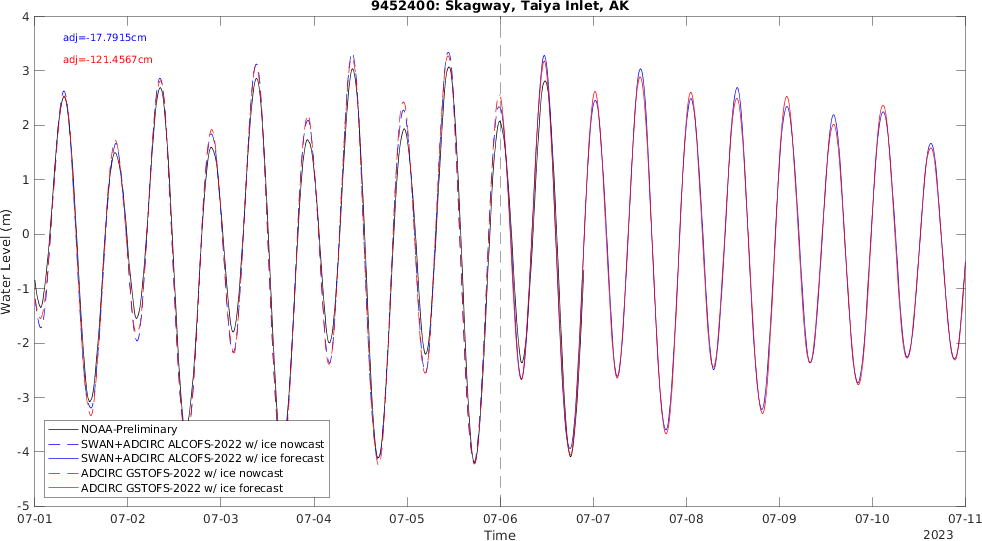 9452400: Skagway, Taiya Inlet, AK
adj=-17.7915cm
adj=-121.4567cm
Water Level (m)
4
3
2
1
0
-1
-2
-3
-4
-5
NOAA-Preliminary
SWAN+ADCIRC ALCOFS-2022 w/ ice nowcast
SWAN+ADCIRC ALCOFS-2022 w/ ice forecast
ADCIRC GSTOFS-2022 w/ ice nowcast
ADCIRC GSTOFS-2022 w/ ice forecast
07-01 07-02 07-03 07-04 07-05 07-06 07-07 07-08 07-09 07-10 07-11
Time
2023